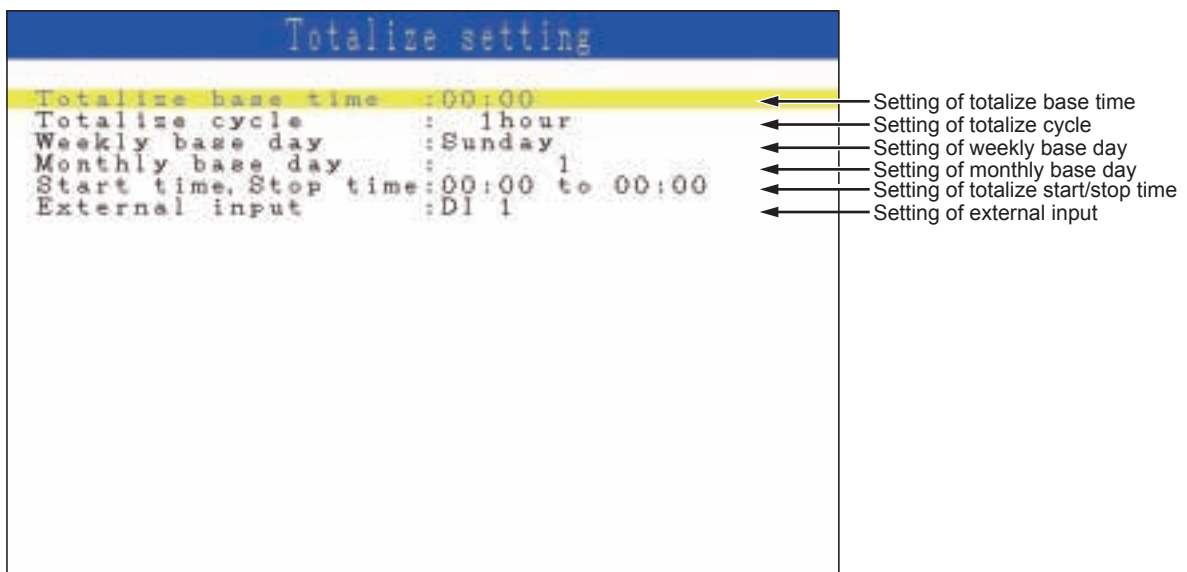 Totalize setting
Totalize base time :00:00 Setting of totalize base time
Totalize cycle : 1hour Setting of totalize cycle
Weekly base day :Sunday Setting of weekly base day
Monthly base day : 1 Setting of monthly base day
Start time,Stop time:00:00 to 00:00 Setting of totalize start/stop time
External input :DI 1 Setting of external input